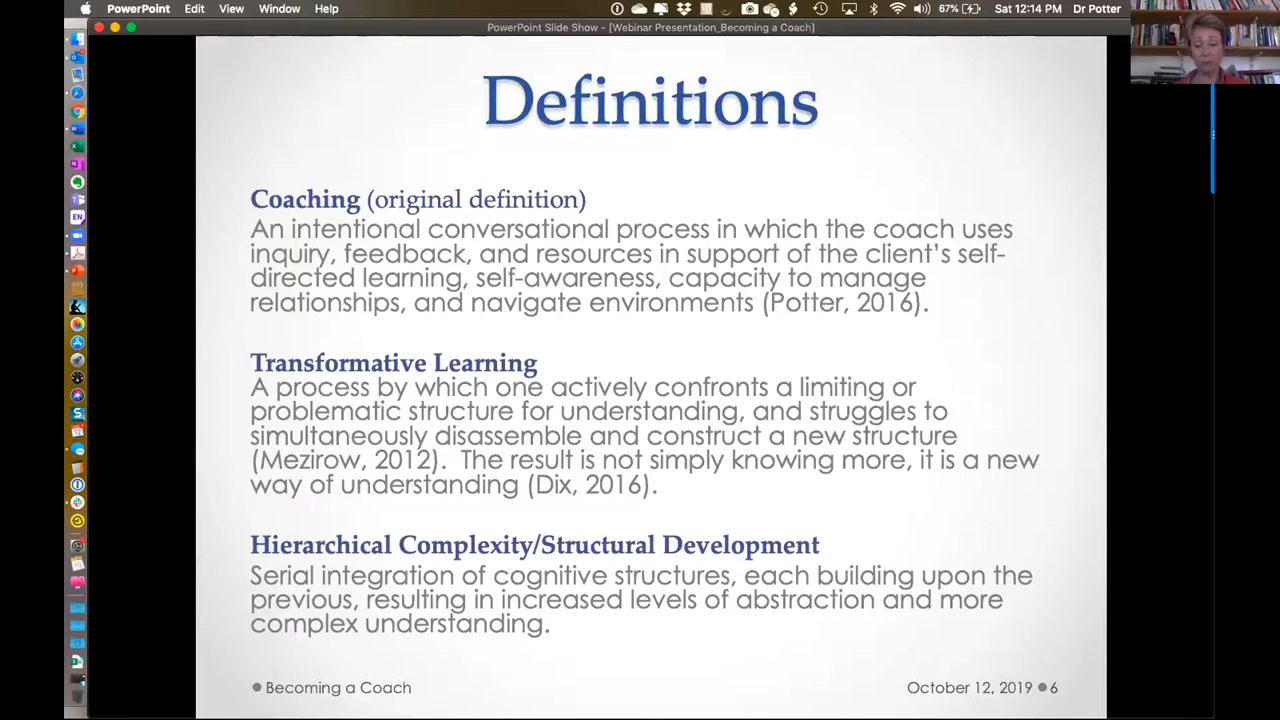 PowerPoint Edit View Window Help 67% Sat 12:14 PM Dr Potter
PowerPoint Slide Show - [Webinar Presentation_Becoming a Coach]
Definitions
Coaching (original definition)
An intentional conversational process in which the coach uses
inquiry, feedback, and resources in support of the client’s self-
directed learning, self-awareness, capacity to manage
relationships, and navigate environments (Potter, 2016).
Transformative Learning
A process by which one actively confronts a limiting or
problematic structure for understanding, and struggles to
simultaneously disassemble and construct a new structure
(Mezirow, 2012). The result is not simply knowing more, it is a new
way of understanding (Dix, 2016).
Hierarchical Complexity/Structural Development
Serial integration of cognitive structures, each building upon the
previous, resulting in increased levels of abstraction and more
complex understanding.
Becoming a Coach
October 12, 2019 6